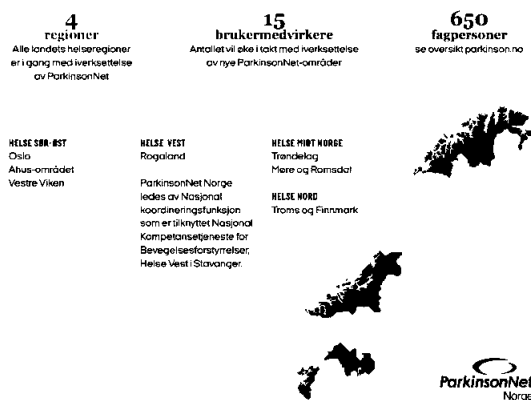 4
regioner
Alle landets helseregioner
er i gang med iverksettelse
av ParkinsonNet
15
brukermedvirkere
Antallet vil øke i takt med iverksettelse
av nye ParkinsonNet-områder
650
fagpersoner
se oversikt parkinson.no
HELSE SØR-ØST
Oslo
Ahus-området
Vestre Viken
HELSE VEST
Rogaland
ParkinsonNet Norge
ledes av Nasjonal
koordineringsfunksjon
som er tilknyttet Nasjonal
Kompetansetjeneste for
Bevegelsesforstyrrelser,
Helse Vest i Stavanger.
HELSE MIDT NORGE
Trøndelag
Møre og Romsdal
HELSE NORD
Troms og Finnmark
ParkinsonNet
Norge